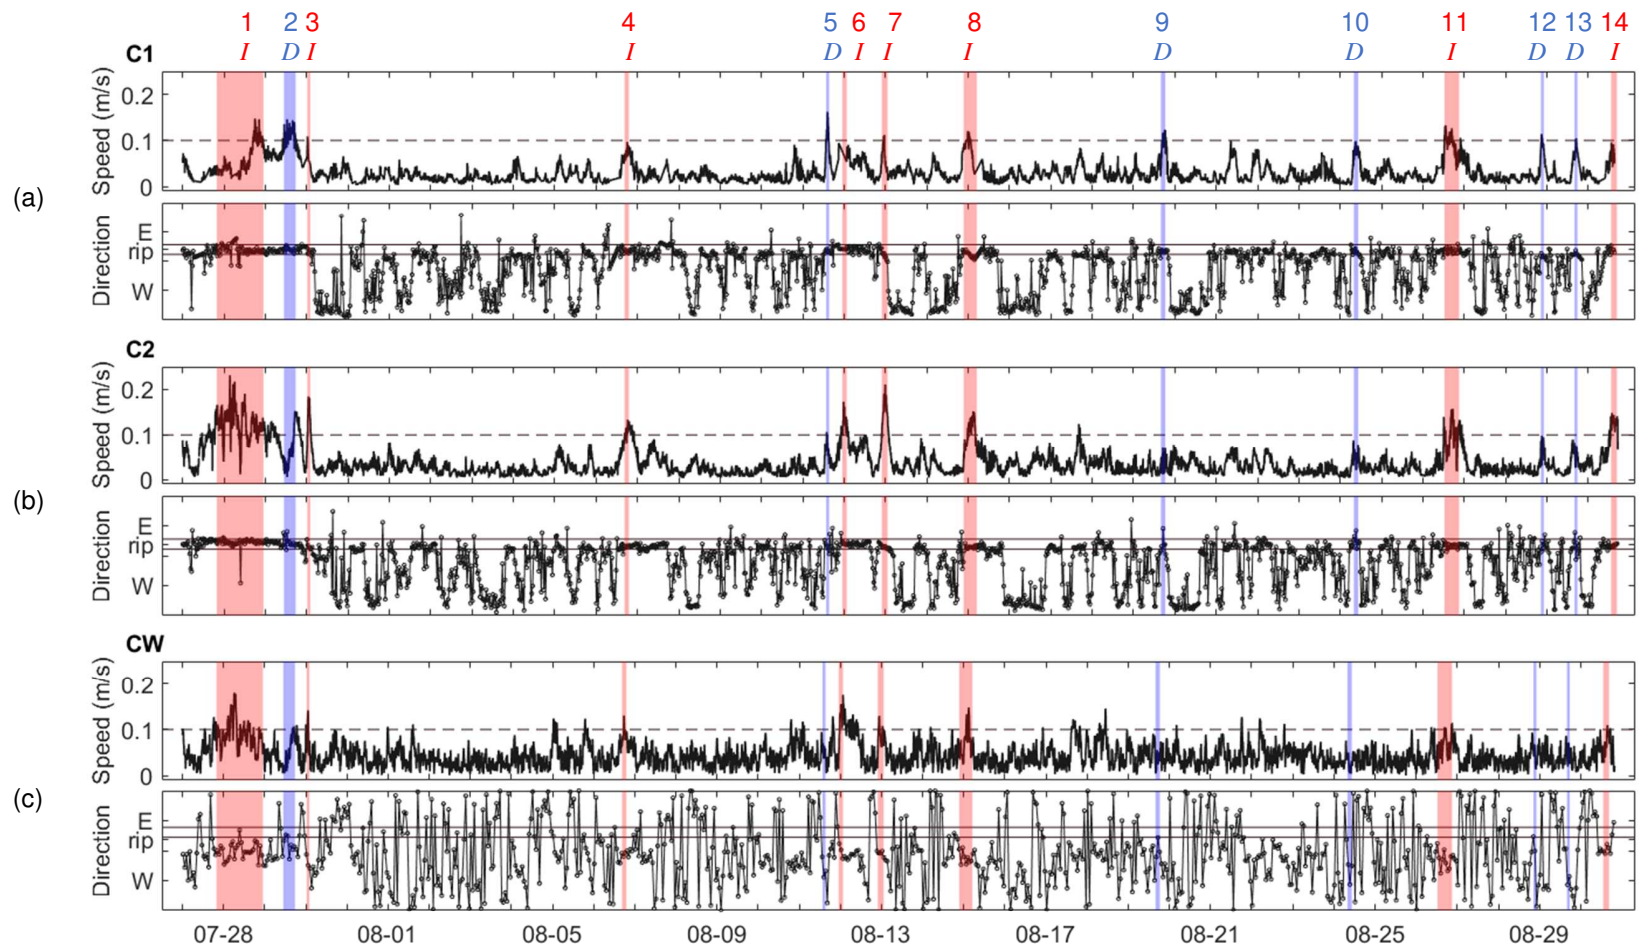 1 2 3 4 5 6 7 8 9 10 11 12 13 14
I D I I D I I I D D I D D I
C1
(a)
Speed (m/s)
0.2
0.1
0
Direction
E
rip
W
C2
(b)
Speed (m/s)
0.2
0.1
0
Direction
E
rip
W
CW
(c)
Speed (m/s)
0.2
0.1
0
Direction
E
rip
W
07-28 08-01 08-05 08-09 08-13 08-17 08-21 08-25 08-29